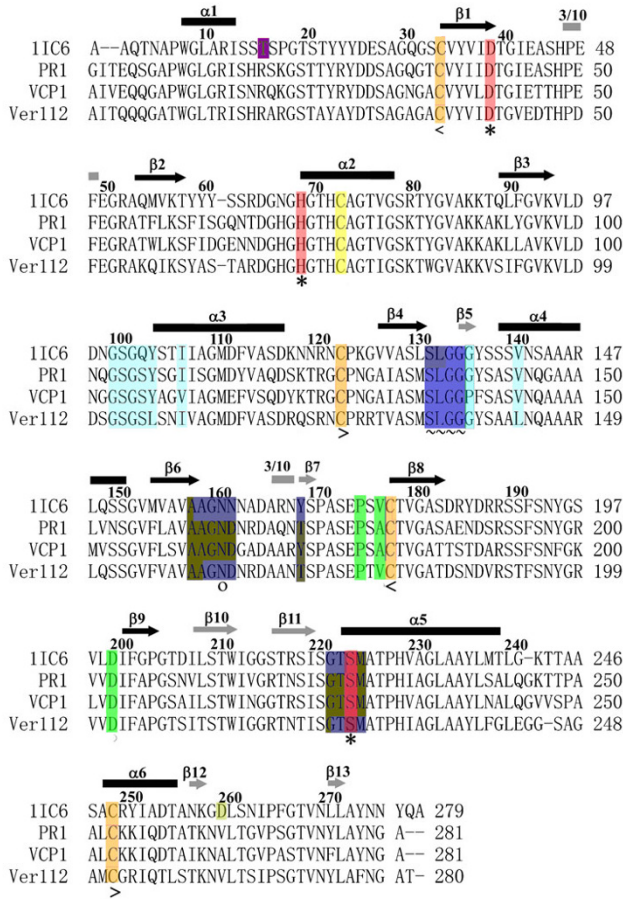 α1 β1 3/10
10 20 30 40
1IC6 A--AQTNAPWGLARISSTSPGTSTYYYDESAGQGSCVYVIDTGIEASHPE 48
PR1 GITEQSGAPWGLGRISHRSKGSTTYRYDDSAGQGTCVYIIDTGIEASHPE 50
VCP1 AIVEQQGAPWGLGRISNRQKGSTTYRYDDSAGNGACVYVLDTGIETTHPE 50
Ver112 AITQQQGATWGLTRISHRARGSTAYAYDTSAGAGACVYVIDTGVEDTHPD 50
< *
β2 α2 β3
50 60 70 80 90
1IC6 FEGRAQMVKTYYY-SSRDGNGHGTHCAGTVGSRTYGVAKKTQLFGVKVLD 97
PR1 FEGRATFLKSFISGQNTDGHGHGTHCAGTIGSKTYGVAKKAKLYGVKVLD 100
VCP1 FEGRATWLKSFIDGENNDGHGHGTHCAGTVGSKTYGVAKKAKLLAVKVLD 100
Ver112 FEGRAKQIKSYAS-TARDGHGHGTHCAGTIGSKTWGVAKKVSIFGVKVLD 99
*
α3 β4 β5 α4
100 110 120 130 140
1IC6 DNGSGQYSTIIAGMDFVASDKNNRNCPKGVVASLSLGGGYSSSVNSAAAR 147
PR1 NQGSGSYSGIISGMDYVAQDSKTRGCPNGAIASMSLGGGYSASVNQGAAA 150
VCP1 NSGSGSYAGVIAGMEFVSQDYKTRGCPNGAIASMSLGGPFSASVNQAAAA 150
Ver112 DSGSGSLSNIVAGMDFVASDRQSRNCPRRTVASMSLGGGYSAALNQAAAR 149
> ~~~~
β6 3/10 β7 β8
150 160 170 180 190
1IC6 LQSSGVMVAVAAGNNNADARNYSPASEPSVCTVGASDRYDRRSSFSNYGS 197
PR1 LVNSGVFLAVAAGNDNRDAQNTSPASEPSACTVGASAENDSRSSFSNYGR 200
VCP1 MVSSGVFLSVAAGNDGADAARYSPASEPSACTVGATTSTDARSSFSNFGK 200
Ver112 LQSSGVFVAVAAGNDNRDAANTSPASEPTVCTVGATDSNDVRSTFSNYGR 199
o <
β9 β10 β11 α5
200 210 220 230 240
1IC6 VLDIFGPGTDILSTWIGGSTRSISGTSMATPHVAGLAAYLMTLG-KTTAA 246
PR1 VVDIFAPGSNVLSTWIVGRTNSISGTSMATPHIAGLAAYLSALQGKTTPA 250
VCP1 VVDIFAPGSAILSTWINGGTRSISGTSMATPHVAGLAAYLNALQGVVSPA 250
Ver112 VVDIFAPGTSITSTWIGGRTNTISGTSMATPHIAGLAAYLFGLEGG-SAG 248
*
α6 β12 β13
250 260 270
1IC6 SACRYIADTANKGDLSNIPFGTVNLLAYNN YQA 279
PR1 ALCKKIQDTATKNVLTGVPSGTVNYLAYNG A-- 281
VCP1 ALCKKIQDTAIKNALTGVPASTVNFLAYNG A-- 281
Ver112 AMCGRIQTLSTKNVLTSIPSGTVNYLAFNG AT- 280
>